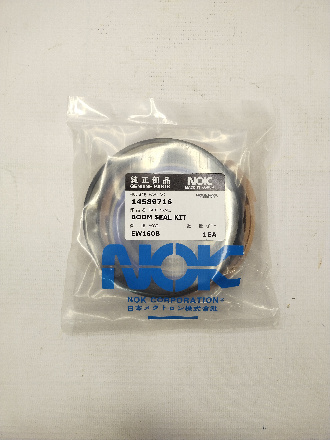 純正部品
GENUINE PARTS
NOK
14589716
BOOM SEAL KIT
EW160B
1EA
NOK
NOK CORPORATION
日本メクトロン株式会社